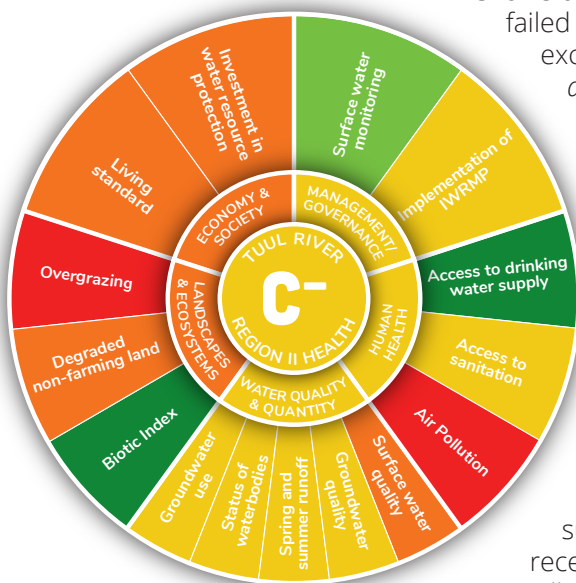 failed
exc
Surface water
monitoring
Implementation of
IWRMP
Access to drinking
water supply
Access to
sanitation
Air Pollution
Surface water
quality
Groundwater
quality
Spring and
summer runoff
Status of
waterbodies
Groundwater
use
Biotic Index
Degraded
non-farming land
Overgrazing
Living
standard
Investment in
water resource
protection
MANAGEMENT/
GOVERNANCE
HUMAN
HEALTH
WATER QUALITY
& QUANTITY
LANDSCAPES
& ECOSYSTEMS
ECONOMY &
SOCIETY
TUUL RIVER
C-
REGION II HEALTH
su
rece